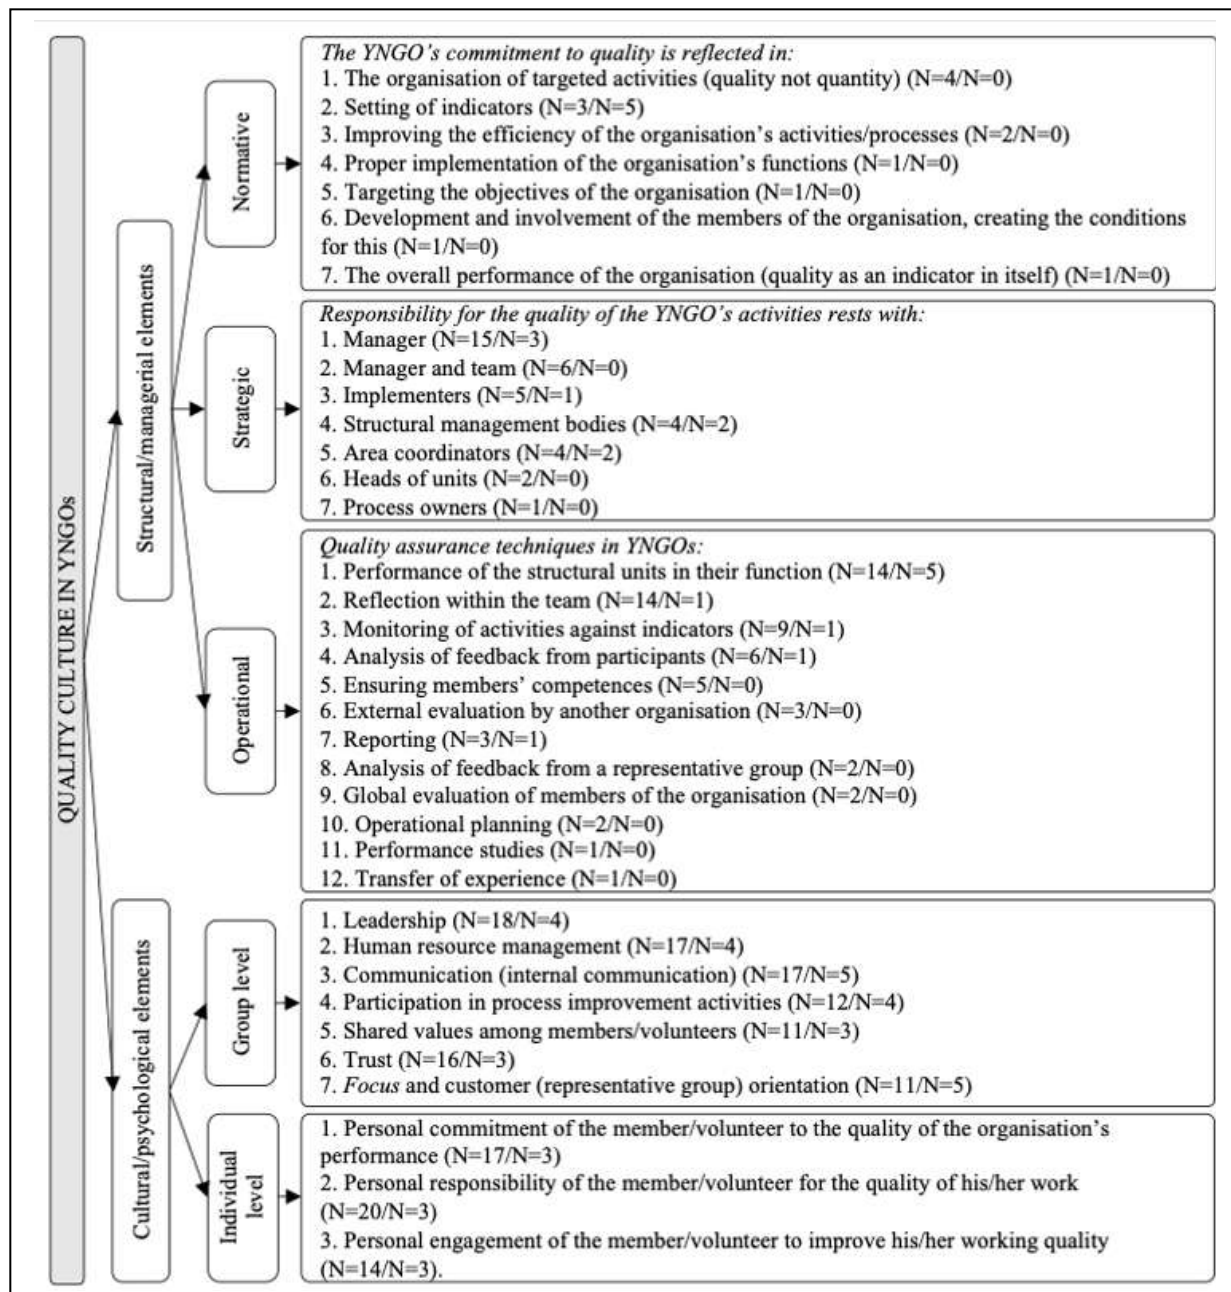 QUALITY CULTURE IN YNGOs
Structural/managerial elements
Normative
The YNGO's commitment to quality is reflected in:
1. The organisation of targeted activities (quality not quantity) (N=4/N=0)
2. Setting of indicators (N=3/N=5)
3. Improving the efficiency of the organisation's activities/processes (N=2/N=0)
4. Proper implementation of the organisation's functions (N=1/N=0)
5. Targeting the objectives of the organisation (N=1/N=0)
6. Development and involvement of the members of the organisation, creating the conditions
for this (N=1/N=0)
7. The overall performance of the organisation (quality as an indicator in itself) (N=1/N=0)
Strategic
Responsibility for the quality of the YNGO's activities rests with:
1. Manager (N=15/N=3)
2. Manager and team (N=6/N=0)
3. Implementers (N=5/N=1)
4. Structural management bodies (N=4/N=2)
5. Area coordinators (N=4/N=2)
6. Heads of units (N=2/N=0)
7. Process owners (N=1/N=0)
Operational
Quality assurance techniques in YNGOs:
1. Performance of the structural units in their function (N=14/N=5)
2. Reflection within the team (N=14/N=1)
3. Monitoring of activities against indicators (N=9/N=1)
4. Analysis of feedback from participants (N=6/N=1)
5. Ensuring members' competences (N=5/N=0)
6. External evaluation by another organisation (N=3/N=0)
7. Reporting (N=3/N=1)
8. Analysis of feedback from a representative group (N=2/N=0)
9. Global evaluation of members of the organisation (N=2/N=0)
10. Operational planning (N=2/N=0)
11. Performance studies (N=1/N=0)
12. Transfer of experience (N=1/N=0)
Cultural/psychological elements
Group level
1. Leadership (N=18/N=4)
2. Human resource management (N=17/N=4)
3. Communication (internal communication) (N=17/N=5)
4. Participation in process improvement activities (N=12/N=4)
5. Shared values among members/volunteers (N=11/N=3)
6. Trust (N=16/N=3)
7. Focus and customer (representative group) orientation (N=11/N=5)
Individual
level
1. Personal commitment of the member/volunteer to the quality of the organisation's
performance (N=17/N=3)
2. Personal responsibility of the member/volunteer for the quality of his/her work
(N=20/N=3)
3. Personal engagement of the member/volunteer to improve his/her working quality
(N=14/N=3).